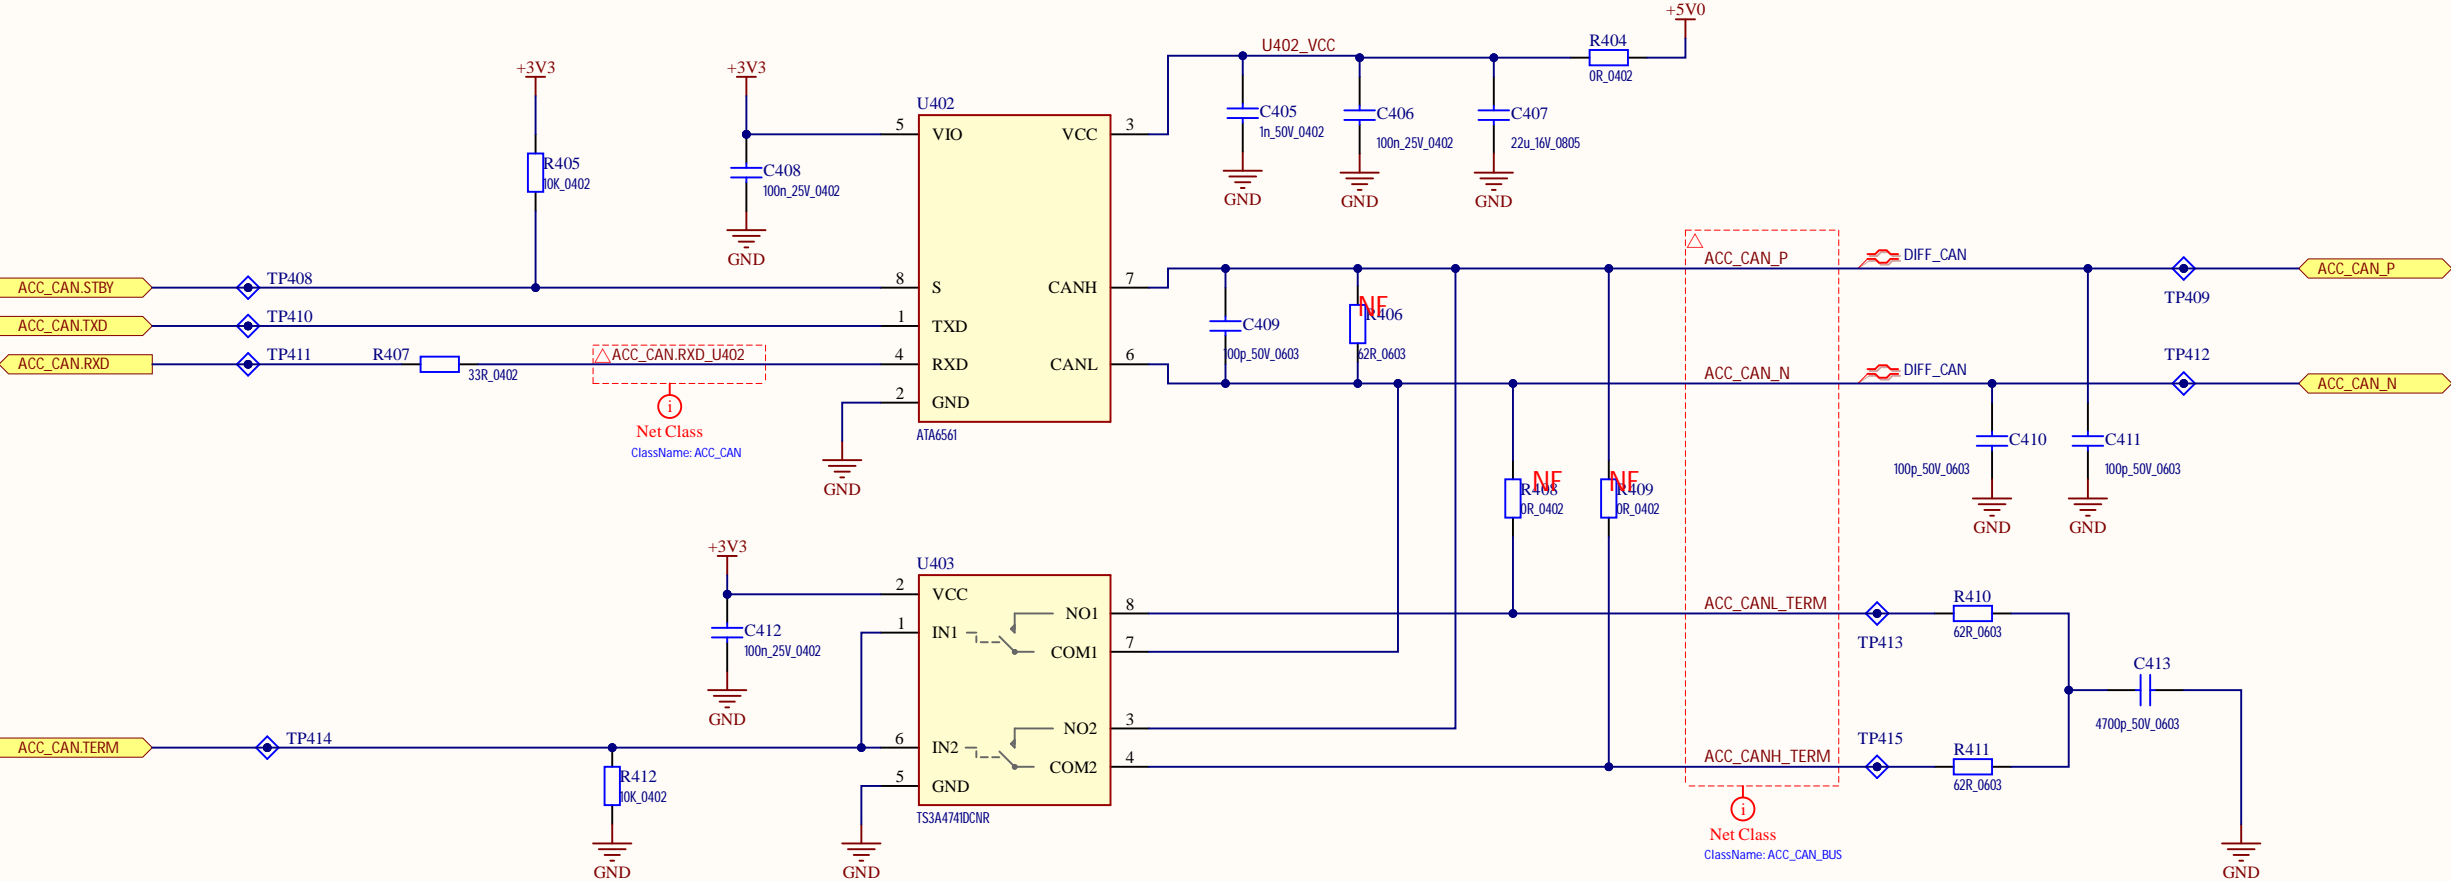 +5V0
U402_VCC
R404
0R_0402
+3V3
+3V3
U402
5
VIO
VCC
3
C405
1n_50V_0402
C406
100n_25V_0402
C407
22u_16V_0805
R405
10K_0402
C408
100n_25V_0402
GND
GND
GND
GND
ACC_CAN.STBY
TP408
8
S
CANH
7
ACC_CAN_P
DIFF_CAN
ACC_CAN_P
TP409
ACC_CAN.TXD
TP410
1
TXD
C409
100p_50V_0603
NF
R406
62R_0603
ACC_CAN.RXD
TP411
R407
33R_0402
ACC_CAN.RXD_U402
4
RXD
CANL
6
ACC_CAN_N
DIFF_CAN
TP412
ACC_CAN_N
2
GND
i
Net Class
ClassName: ACC_CAN
ATA6561
GND
C410
100p_50V_0603
C411
100p_50V_0603
NF
R408
0R_0402
NF
R409
0R_0402
GND
GND
+3V3
U403
2
VCC
NO1
8
ACC_CANL_TERM
R410
62R_0603
TP413
C412
100n_25V_0402
1
IN1
COM1
7
GND
C413
4700p_50V_0603
NO2
3
ACC_CAN.TERM
TP414
6
IN2
COM2
4
ACC_CANH_TERM
TP415
R411
62R_0603
R412
10K_0402
5
GND
TS3A4741DCNR
i
Net Class
ClassName: ACC_CAN_BUS
GND
GND
GND